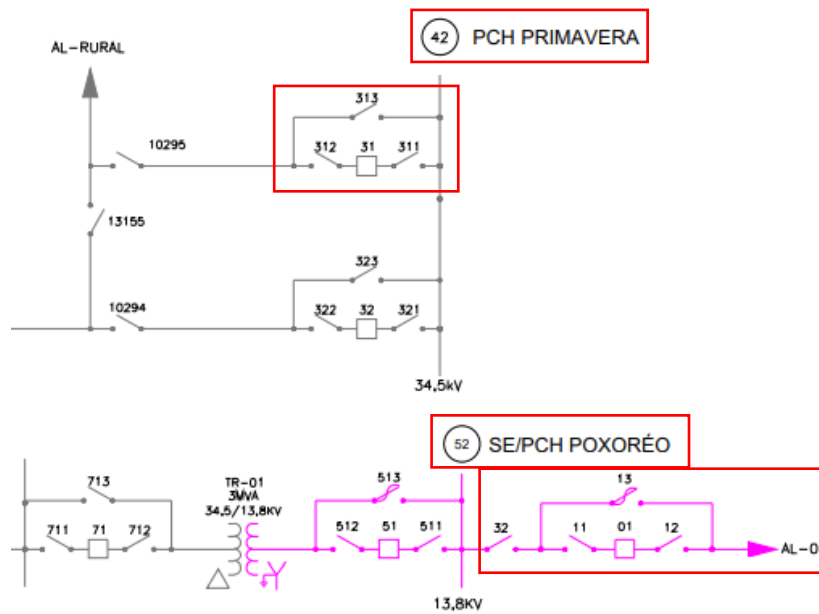 42 PCH PRIMAVERA
AL-RURAL
313
10295
312 31 311
13155
323
10294
322 32 321
34,5kV
52 SE/PCH POXORÉO
713
TR-01
3MVA
34.5/13,8KV
513
13
711 71 712
512 51 511
32
11 01 12
AL-0
13,8KV